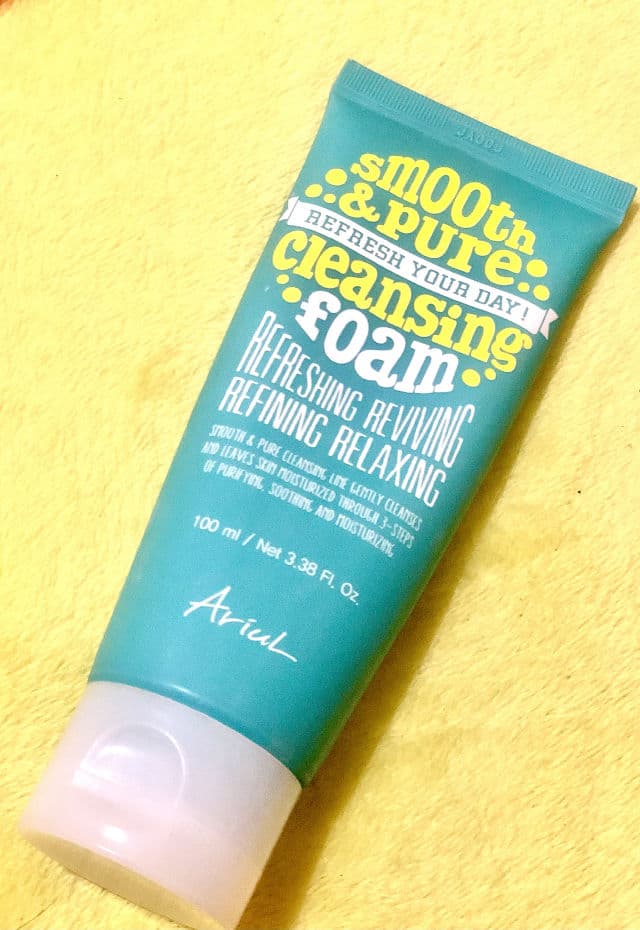 smooth
& pure
REFRESH YOUR DAY!
cleansing
foam
REFRESHING REVIVING
REFINING RELAXING
SMOOTH & PURE CLEANSING LINE GENTLY CLEANSES
AND LEAVES SKIN MOISTURIZED THROUGH 3-STEPS
OF PURIFYING, SOOTHING AND MOISTURIZING
100 ml / Net 3.38 Fl. Oz.
Ariul